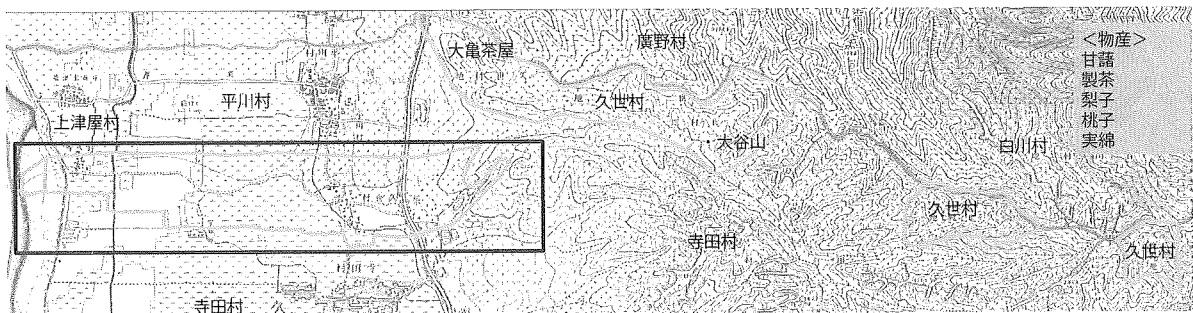 廣野村
大亀茶屋
久世村
平川村
上津屋村
大谷山
白川村
久世村
寺田村
久世村
寺田村
久
＜物産＞
甘藷
製茶
梨子
桃子
実綿